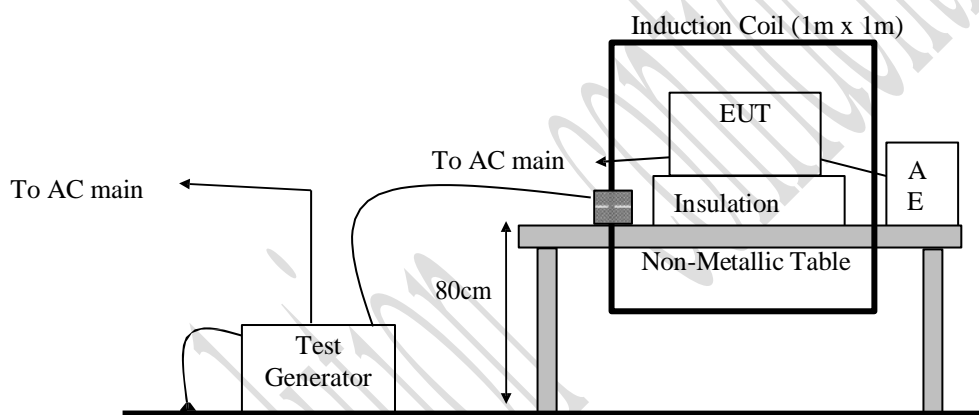 Induction Coil (1m x 1m)
EUT
To AC main
To AC main
A
E
Insulation
Non-Metallic Table
80cm
Test
Generator